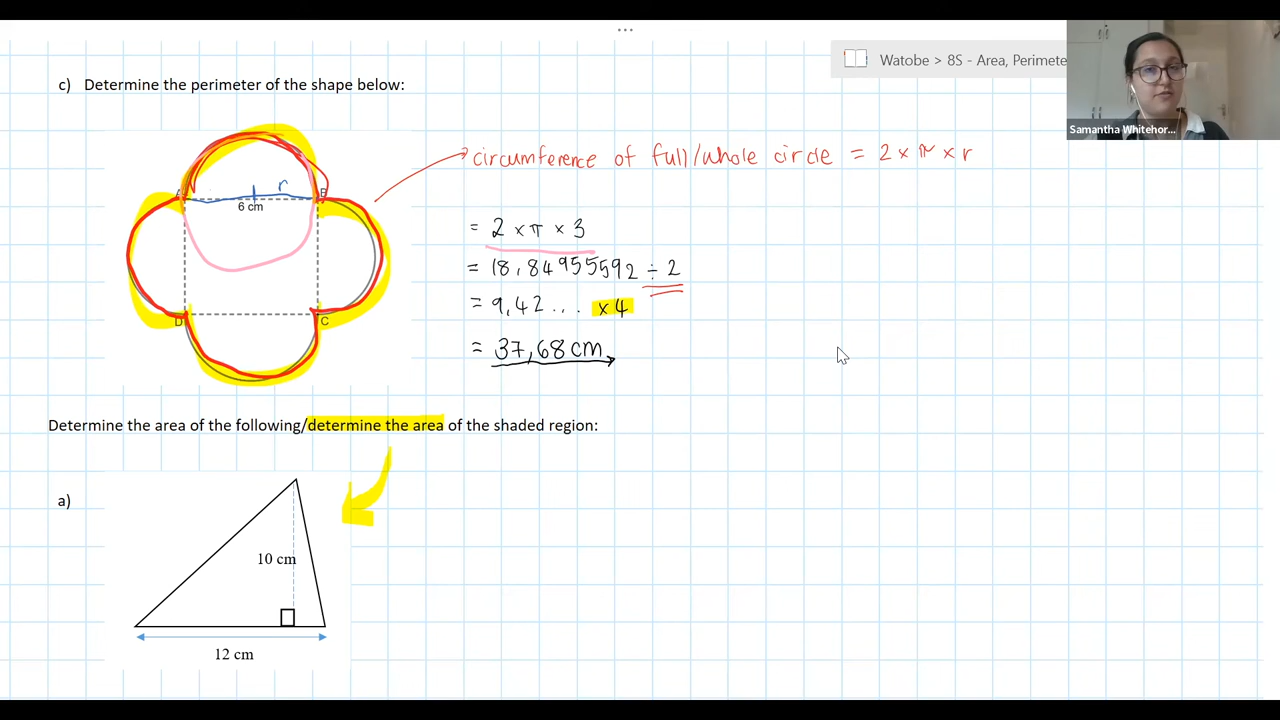 Watobe > 8S - Area, Perimete
Samantha Whitehor...
c) Determine the perimeter of the shape below:
circumference of full/whole circle = 2 × π × r
A
r
B
6 cm
= 2 × π × 3
= 18,84955592 ÷ 2
= 9,42... × 4
D
C
= 37,68 cm
Determine the area of the following/determine the area of the shaded region:
a)
10 cm
12 cm